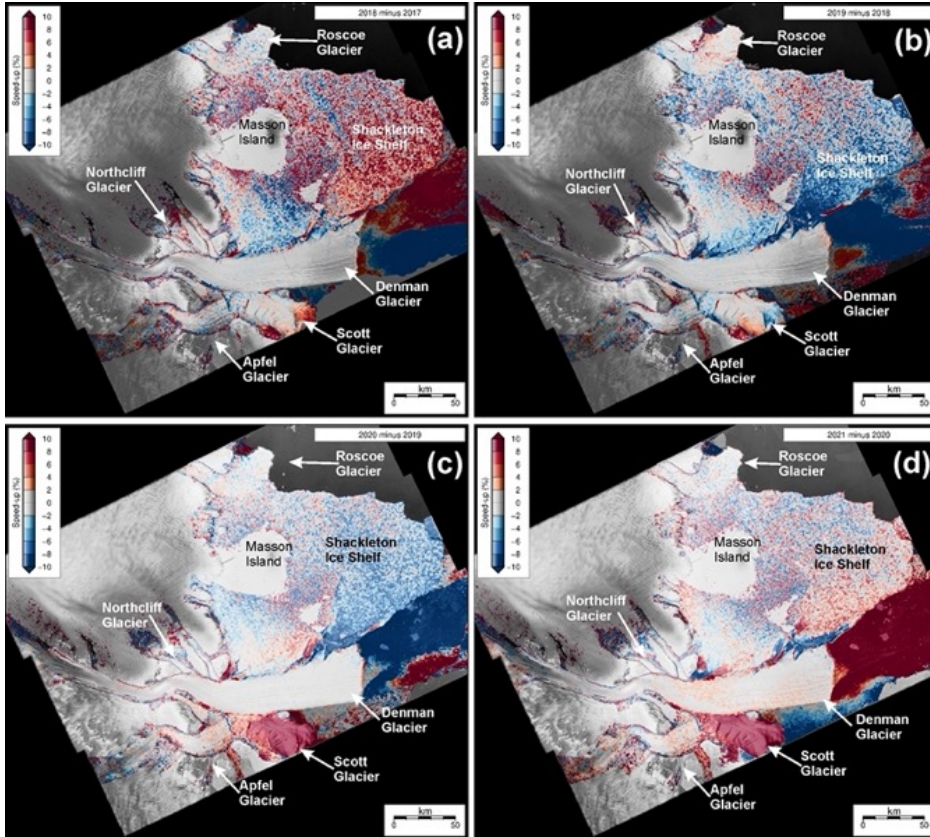 10
8
6
4
2
0
−2
−4
−6
−8
−10
Speed-up (%)
2018 minus 2017
(a)
Roscoe
Glacier
Masson
Island
Shackleton
Ice Shelf
Northcliff
Glacier
Denman
Glacier
Scott
Glacier
Apfel
Glacier
km
0 50
10
8
6
4
2
0
−2
−4
−6
−8
−10
Speed-up (%)
2019 minus 2018
(b)
Roscoe
Glacier
Masson
Island
Shackleton
Ice Shelf
Northcliff
Glacier
Denman
Glacier
Scott
Glacier
Apfel
Glacier
km
0 50
10
8
6
4
2
0
−2
−4
−6
−8
−10
Speed-up (%)
2020 minus 2019
(c)
Roscoe
Glacier
Masson
Island
Shackleton
Ice Shelf
Northcliff
Glacier
Denman
Glacier
Scott
Glacier
Apfel
Glacier
km
0 50
10
8
6
4
2
0
−2
−4
−6
−8
−10
Speed-up (%)
2021 minus 2020
(d)
Roscoe
Glacier
Masson
Island
Shackleton
Ice Shelf
Northcliff
Glacier
Denman
Glacier
Scott
Glacier
Apfel
Glacier
km
0 50